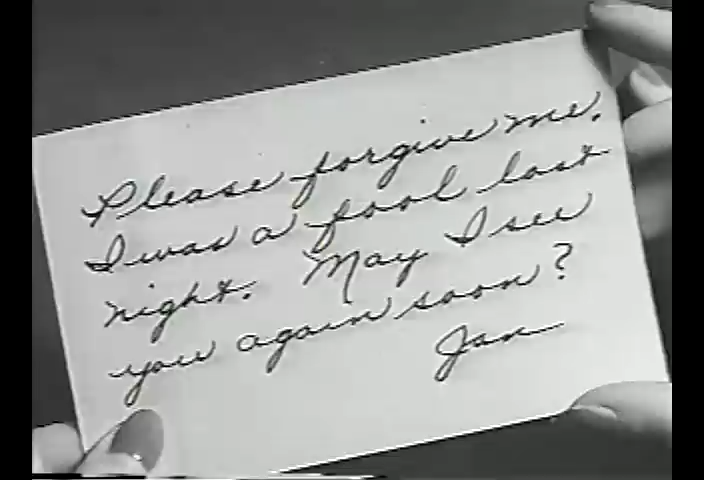 Please forgive me.
I was a fool last
night. May I see
you again soon?
Jan